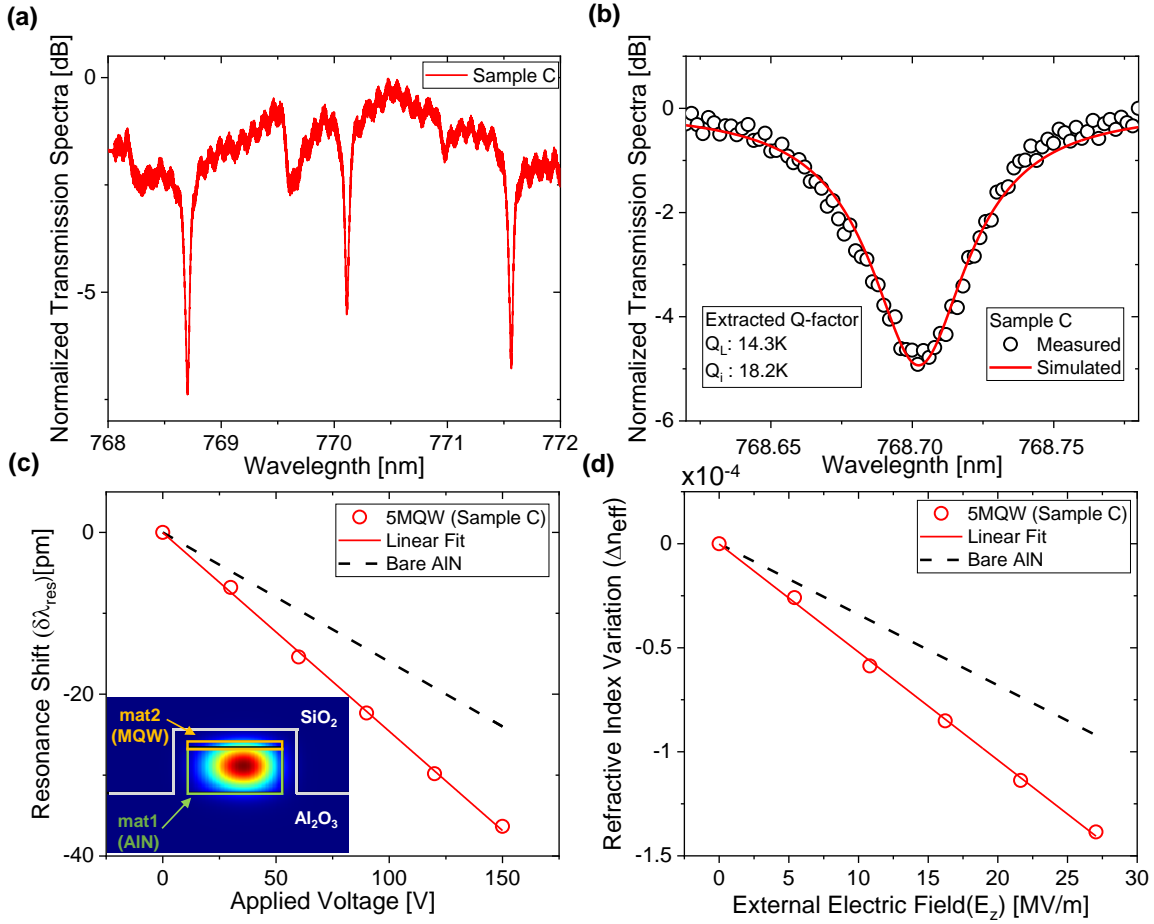 (a)
Normalized Transmission Spectra [dB]
0
-5
Sample C
768
769
770
771
772
Wavelegnth [nm]
(b)
Normalized Transmission Spectra [dB]
0
-2
-4
-6
Extracted Q-factor
Q_L: 14.3K
Q_i : 18.2K
Sample C
Measured
Simulated
768.65
768.70
768.75
Wavelegnth [nm]
(c)
Resonance Shift (δλ_res)[pm]
0
-20
-40
5MQW (Sample C)
Linear Fit
Bare AlN
mat2
(MQW)
SiO₂
mat1
(AlN)
Al₂O₃
0
50
100
150
Applied Voltage [V]
(d)
x10⁻⁴
Refractive Index Variation (Δneff)
0
-0.5
-1
-1.5
5MQW (Sample C)
Linear Fit
Bare AlN
0
5
10
15
20
25
30
External Electric Field(E_z) [MV/m]